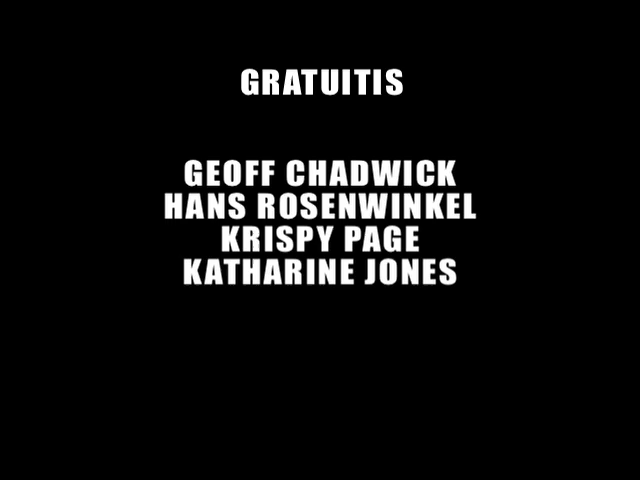 GRATUITIS
GEOFF CHADWICK
HANS ROSENWINKEL
KRISPY PAGE
KATHARINE JONES